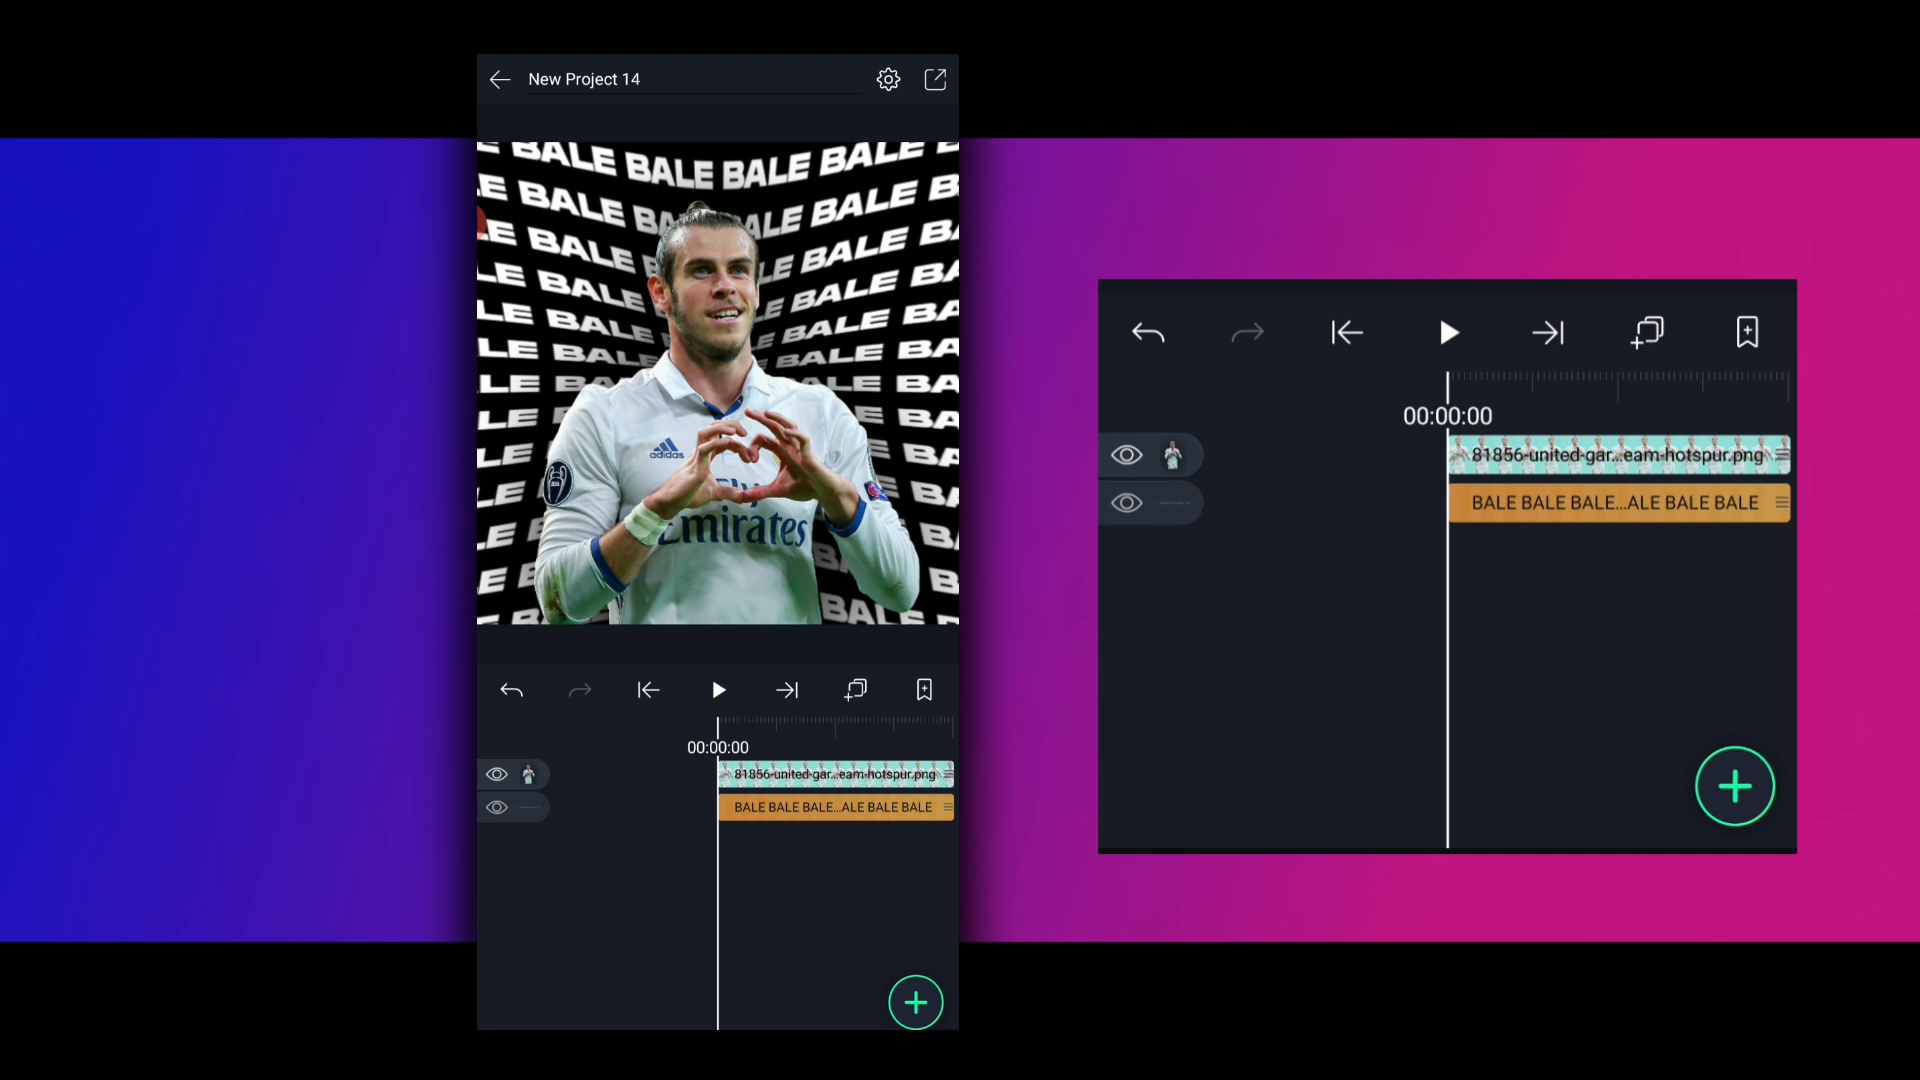 New Project 14
BALE BALE BALE BALE
BALE BALE BALE
BALE BALE
BALE BALE
BALE BALE
BALE BALE
BALE
adidas
Fly
Emirates
BALE
00:00:00
81856-united-gar...eam-hotspur.png
BALE BALE BALE...ALE BALE BALE
00:00:00
81856-united-gar...eam-hotspur.png
BALE BALE BALE...ALE BALE BALE